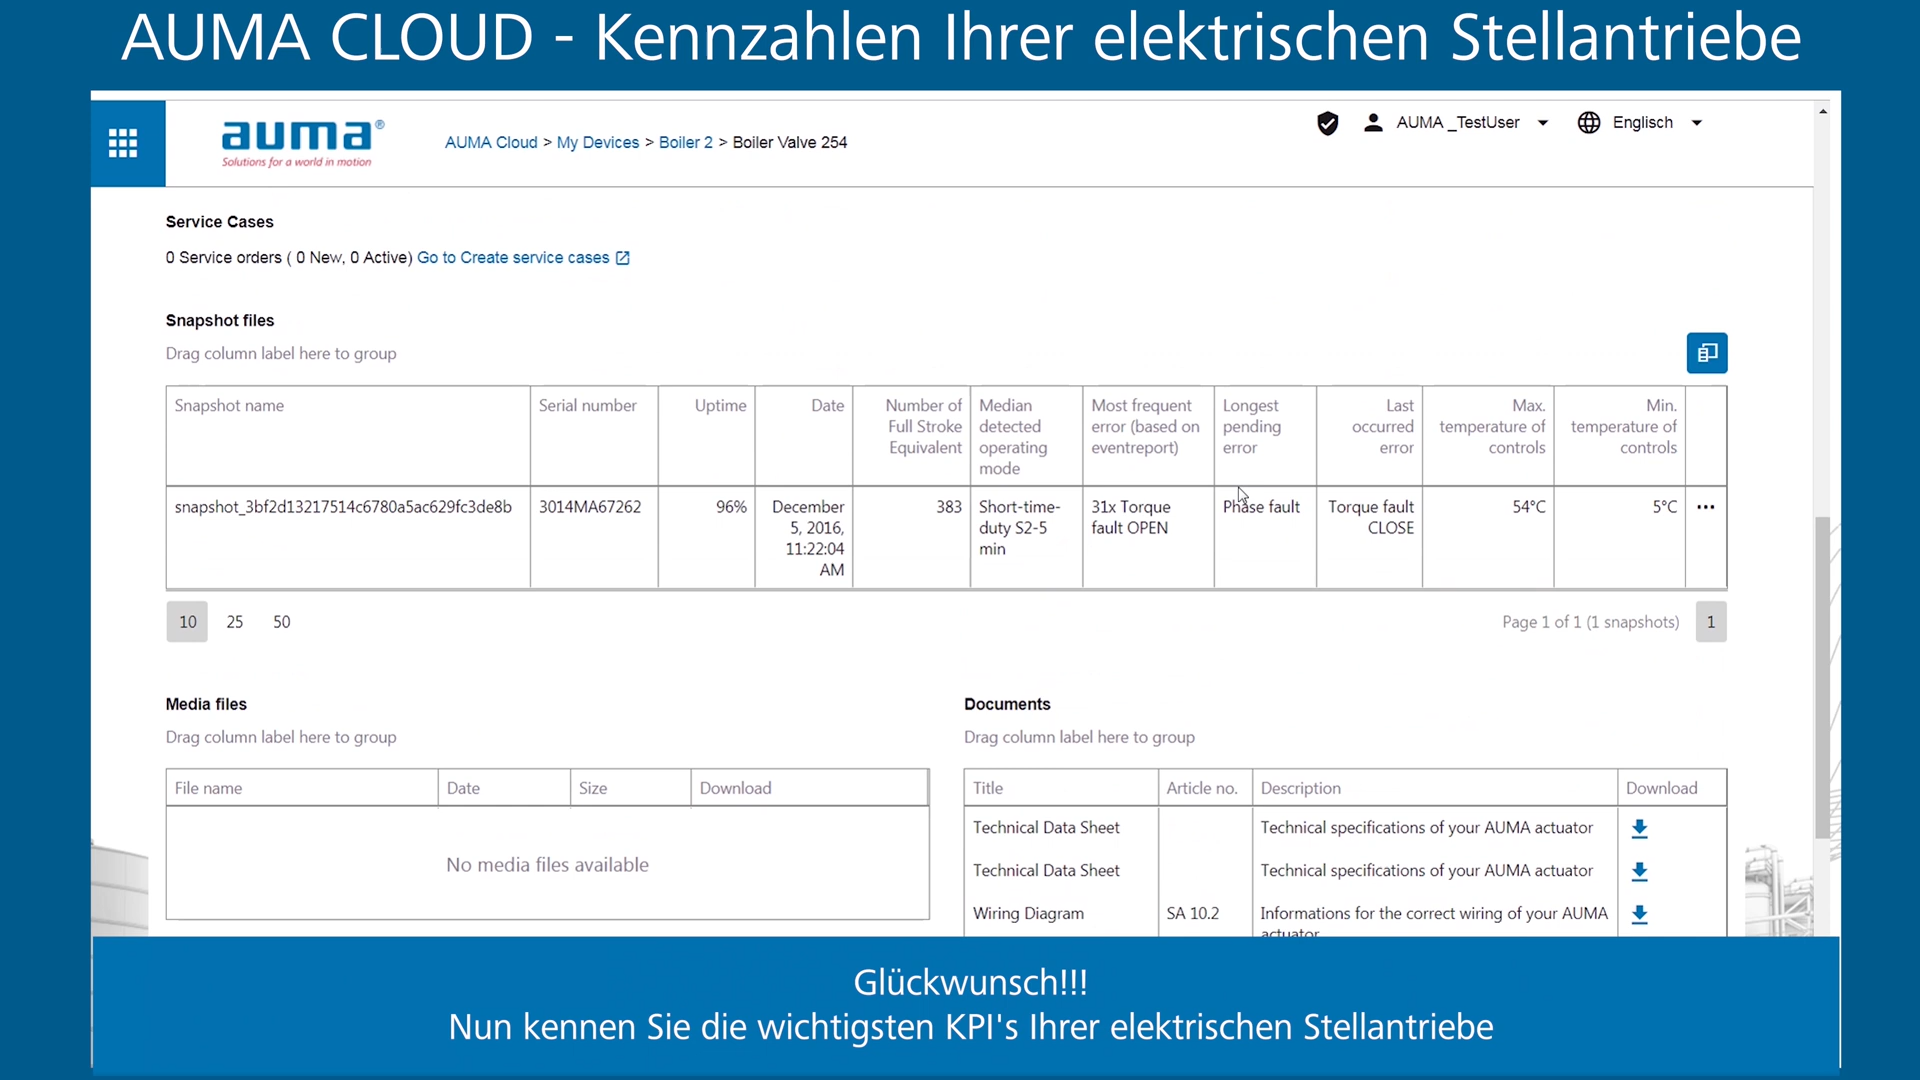 AUMA CLOUD - Kennzahlen Ihrer elektrischen Stellantriebe
auma®
Solutions for a world in motion
AUMA Cloud > My Devices > Boiler 2 > Boiler Valve 254
AUMA _TestUser
Englisch
Service Cases
0 Service orders ( 0 New, 0 Active) Go to Create service cases
Snapshot files
Drag column label here to group
Snapshot name
Serial number
Uptime
Date
Number of
Full Stroke
Equivalent
Median
detected
operating
mode
Most frequent
error (based on
eventreport)
Longest
pending
error
Last
occurred
error
Max.
temperature of
controls
Min.
temperature of
controls
snapshot_3bf2d13217514c6780a5ac629fc3de8b
3014MA67262
96%
December
5, 2016,
11:22:04
AM
383
Short-time-
duty S2-5
min
31x Torque
fault OPEN
Phase fault
Torque fault
CLOSE
54°C
5°C
10 25 50
Page 1 of 1 (1 snapshots) 1
Media files
Drag column label here to group
File name Date Size Download
No media files available
Documents
Drag column label here to group
Title Article no. Description Download
Technical Data Sheet Technical specifications of your AUMA actuator
Technical Data Sheet Technical specifications of your AUMA actuator
Wiring Diagram SA 10.2 Informations for the correct wiring of your AUMA
actuator
Glückwunsch!!!
Nun kennen Sie die wichtigsten KPI's Ihrer elektrischen Stellantriebe